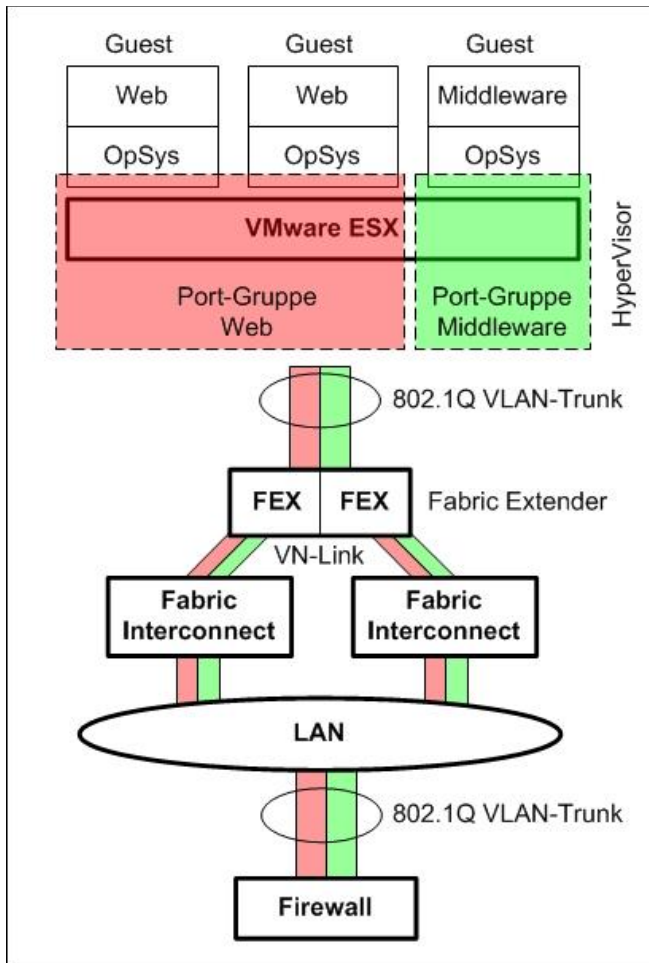 Guest
Guest
Guest
Web
Web
Middleware
OpSys
OpSys
OpSys
VMware ESX
Port-Gruppe
Web
Port-Gruppe
Middleware
HyperVisor
802.1Q VLAN-Trunk
FEX
FEX
Fabric Extender
VN-Link
Fabric
Interconnect
Fabric
Interconnect
LAN
802.1Q VLAN-Trunk
Firewall